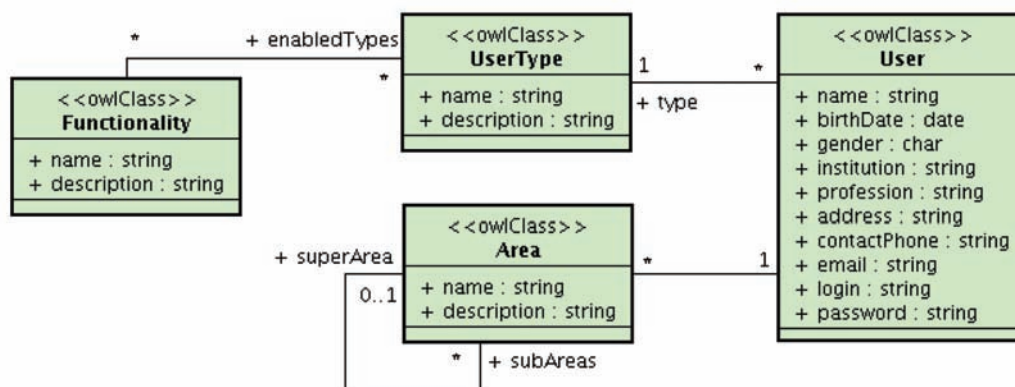 *
+ enabledTypes
*
<<owlClass>>
Functionality
+ name : string
+ description : string
<<owlClass>>
UserType
+ name : string
+ description : string
1
*
+ type
<<owlClass>>
User
+ name : string
+ birthDate : date
+ gender : char
+ institution : string
+ profession : string
+ address : string
+ contactPhone : string
+ email : string
+ login : string
+ password : string
<<owlClass>>
Area
+ name : string
+ description : string
*
1
+ superArea
0..1
*
+ subAreas